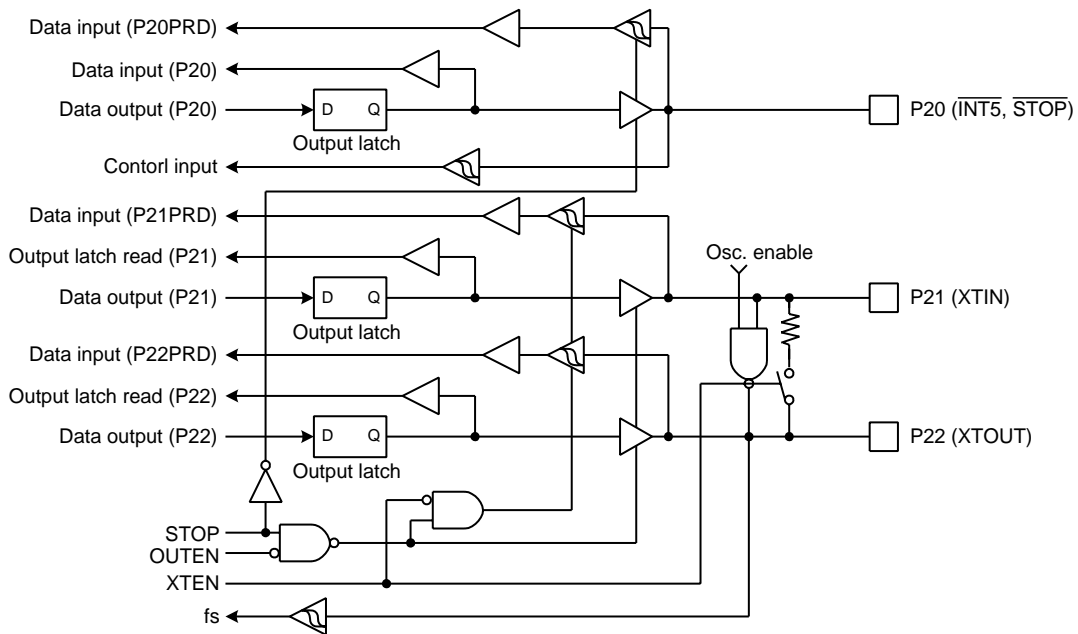 Data input (P20PRD)
Data input (P20)
Data output (P20)
D Q
Output latch
P20 (INT5, STOP)
Contorl input
Data input (P21PRD)
Output latch read (P21)
Osc. enable
Data output (P21)
D Q
Output latch
P21 (XTIN)
Data input (P22PRD)
Output latch read (P22)
Data output (P22)
D Q
Output latch
P22 (XTOUT)
STOP
OUTEN
XTEN
fs